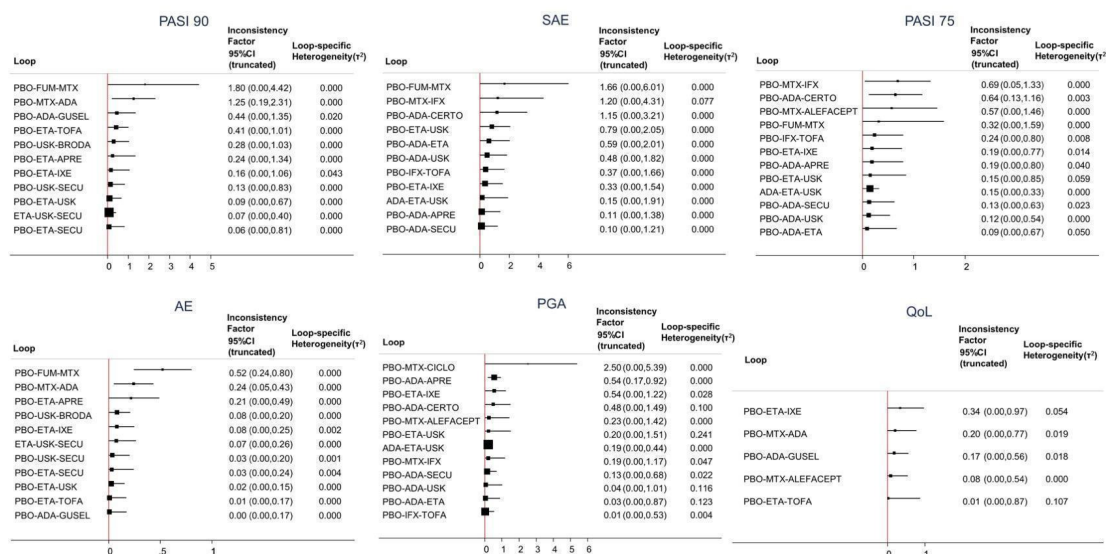 PASI 90
Loop
Inconsistency Factor 95%CI (truncated)
Loop-specific Heterogeneity(τ²)
PBO-FUM-MTX 1.80 (0.00,4.42) 0.000
PBO-MTX-ADA 1.25 (0.19,2.31) 0.000
PBO-ADA-GUSEL 0.44 (0.00,1.35) 0.020
PBO-ETA-TOFA 0.41 (0.00,1.01) 0.000
PBO-USK-BRODA 0.28 (0.00,1.03) 0.000
PBO-ETA-APRE 0.24 (0.00,1.34) 0.000
PBO-ETA-IXE 0.16 (0.00,1.06) 0.043
PBO-USK-SECU 0.13 (0.00,0.83) 0.000
PBO-ETA-USK 0.09 (0.00,0.67) 0.000
ETA-USK-SECU 0.07 (0.00,0.40) 0.000
PBO-ETA-SECU 0.06 (0.00,0.81) 0.000
0 1 2 3 4 5
SAE
Loop
Inconsistency Factor 95%CI (truncated)
Loop-specific Heterogeneity(τ²)
PBO-FUM-MTX 1.66 (0.00,6.01) 0.000
PBO-MTX-IFX 1.20 (0.00,4.31) 0.077
PBO-ADA-CERTO 1.15 (0.00,3.21) 0.000
PBO-ETA-USK 0.79 (0.00,2.05) 0.000
PBO-ADA-ETA 0.59 (0.00,2.01) 0.000
PBO-ADA-USK 0.48 (0.00,1.82) 0.000
PBO-IFX-TOFA 0.37 (0.00,1.66) 0.000
PBO-ETA-IXE 0.33 (0.00,1.54) 0.000
ADA-ETA-USK 0.15 (0.00,1.91) 0.000
PBO-ADA-APRE 0.11 (0.00,1.38) 0.000
PBO-ADA-SECU 0.10 (0.00,1.21) 0.000
0 2 4 6
PASI 75
Loop
Inconsistency Factor 95%CI (truncated)
Loop-specific Heterogeneity(τ²)
PBO-MTX-IFX 0.69 (0.05,1.33) 0.000
PBO-ADA-CERTO 0.64 (0.13,1.16) 0.003
PBO-MTX-ALEFACEPT 0.57 (0.00,1.46) 0.000
PBO-FUM-MTX 0.32 (0.00,1.59) 0.000
PBO-IFX-TOFA 0.24 (0.00,0.80) 0.008
PBO-ETA-IXE 0.19 (0.00,0.77) 0.014
PBO-ADA-APRE 0.19 (0.00,0.80) 0.040
PBO-ETA-USK 0.15 (0.00,0.85) 0.059
ADA-ETA-USK 0.15 (0.00,0.33) 0.000
PBO-ADA-SECU 0.13 (0.00,0.63) 0.023
PBO-ADA-USK 0.12 (0.00,0.54) 0.000
PBO-ADA-ETA 0.09 (0.00,0.67) 0.050
0 1 2
AE
Loop
Inconsistency Factor 95%CI (truncated)
Loop-specific Heterogeneity(τ²)
PBO-FUM-MTX 0.52 (0.24,0.80) 0.000
PBO-MTX-ADA 0.24 (0.05,0.43) 0.000
PBO-ETA-APRE 0.21 (0.00,0.49) 0.000
PBO-USK-BRODA 0.08 (0.00,0.20) 0.000
PBO-ETA-IXE 0.08 (0.00,0.25) 0.002
ETA-USK-SECU 0.07 (0.00,0.26) 0.000
PBO-USK-SECU 0.03 (0.00,0.20) 0.001
PBO-ETA-SECU 0.03 (0.00,0.24) 0.004
PBO-ETA-USK 0.02 (0.00,0.15) 0.000
PBO-ETA-TOFA 0.01 (0.00,0.17) 0.000
PBO-ADA-GUSEL 0.00 (0.00,0.17) 0.000
0 .5 1
PGA
Loop
Inconsistency Factor 95%CI (truncated)
Loop-specific Heterogeneity(τ²)
PBO-MTX-CICLO 2.50 (0.00,5.39) 0.000
PBO-ADA-APRE 0.54 (0.17,0.92) 0.000
PBO-ETA-IXE 0.54 (0.00,1.22) 0.028
PBO-ADA-CERTO 0.48 (0.00,1.49) 0.100
PBO-MTX-ALEFACEPT 0.23 (0.00,1.42) 0.000
PBO-ETA-USK 0.20 (0.00,1.51) 0.241
ADA-ETA-USK 0.19 (0.00,0.44) 0.000
PBO-MTX-IFX 0.19 (0.00,1.17) 0.047
PBO-ADA-SECU 0.13 (0.00,0.68) 0.022
PBO-ADA-USK 0.04 (0.00,1.01) 0.116
PBO-ADA-ETA 0.03 (0.00,0.87) 0.123
PBO-IFX-TOFA 0.01 (0.00,0.53) 0.004
0 1 2 3 4 5 6
QoL
Loop
Inconsistency Factor 95%CI (truncated)
Loop-specific Heterogeneity(τ²)
PBO-ETA-IXE 0.34 (0.00,0.97) 0.054
PBO-MTX-ADA 0.20 (0.00,0.77) 0.019
PBO-ADA-GUSEL 0.17 (0.00,0.56) 0.018
PBO-MTX-ALEFACEPT 0.08 (0.00,0.54) 0.000
PBO-ETA-TOFA 0.01 (0.00,0.87) 0.107
0 1